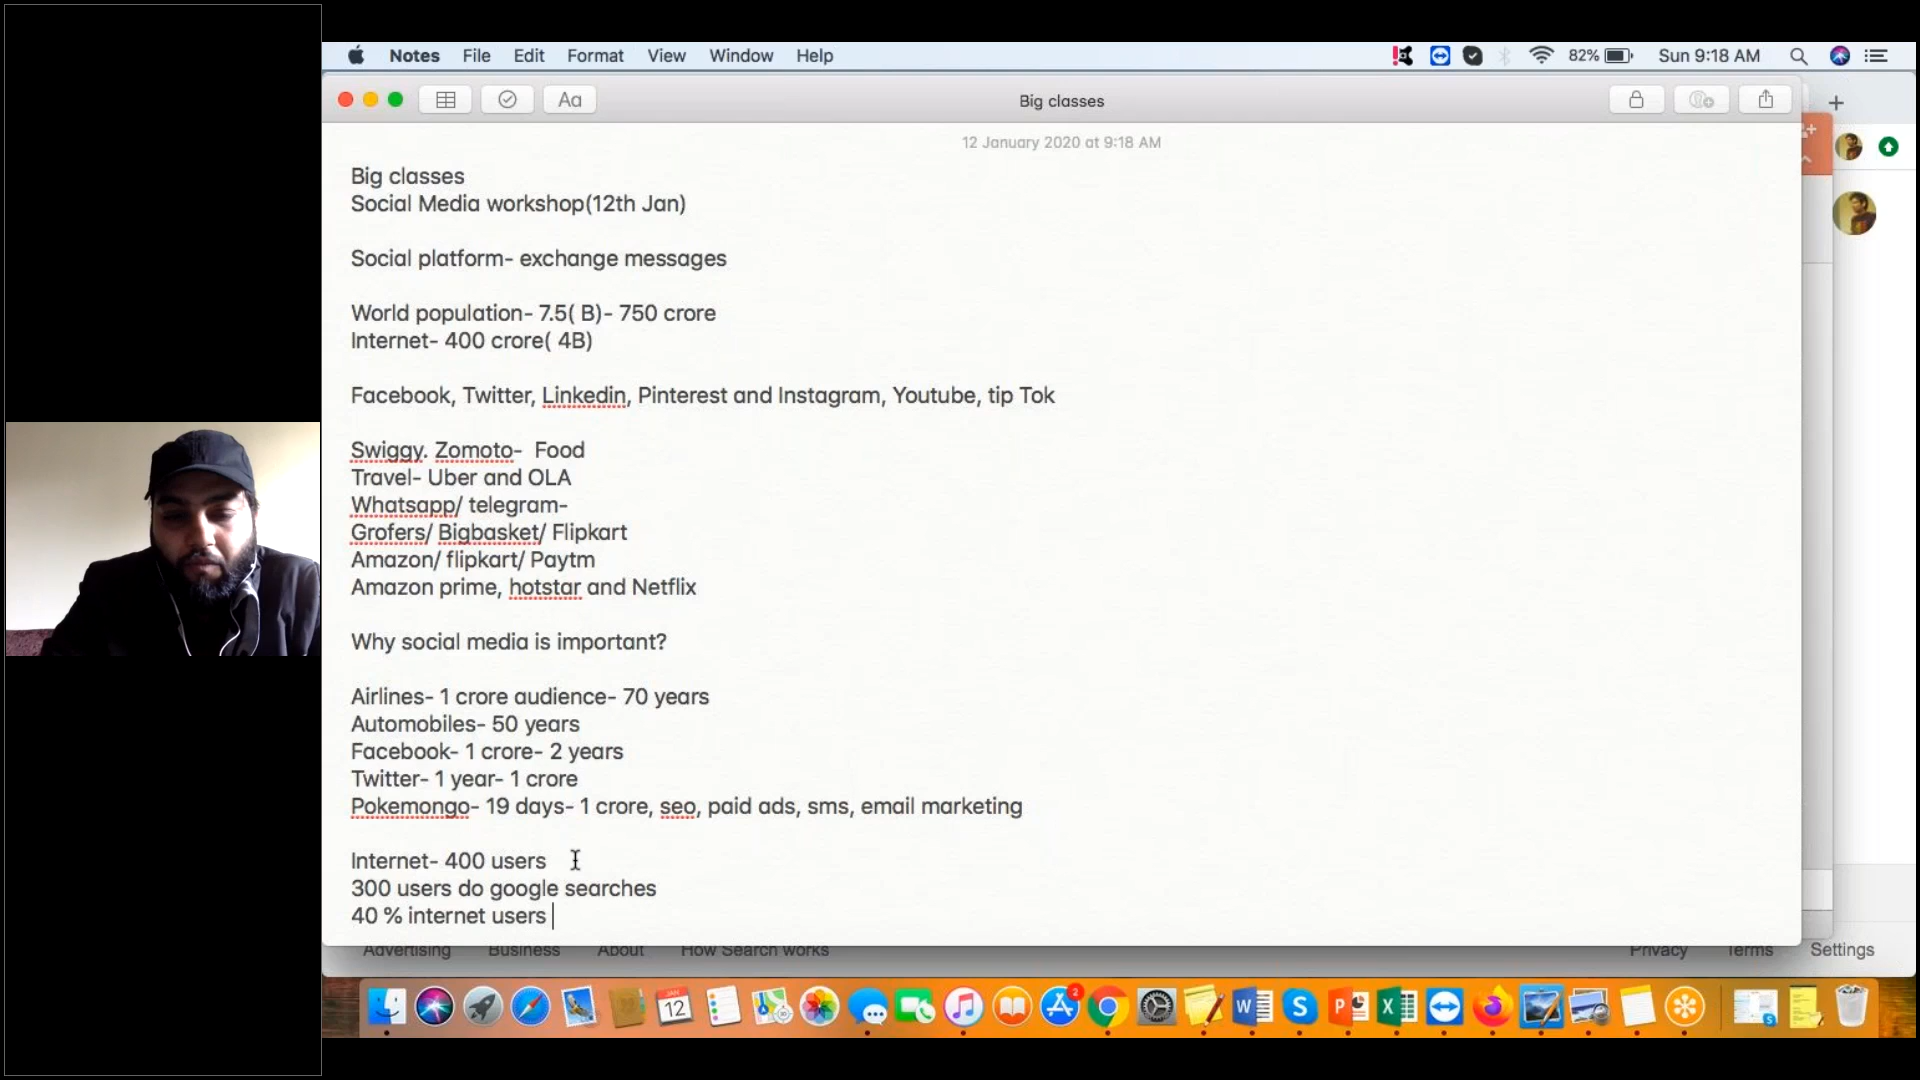 Notes File Edit Format View Window Help 82% Sun 9:18 AM
Aa Big classes
12 January 2020 at 9:18 AM
Big classes
Social Media workshop(12th Jan)
Social platform- exchange messages
World population- 7.5( B)- 750 crore
Internet- 400 crore( 4B)
Facebook, Twitter, Linkedin, Pinterest and Instagram, Youtube, tip Tok
Swiggy. Zomoto- Food
Travel- Uber and OLA
Whatsapp/ telegram-
Grofers/ Bigbasket/ Flipkart
Amazon/ flipkart/ Paytm
Amazon prime, hotstar and Netflix
Why social media is important?
Airlines- 1 crore audience- 70 years
Automobiles- 50 years
Facebook- 1 crore- 2 years
Twitter- 1 year- 1 crore
Pokemongo- 19 days- 1 crore, seo, paid ads, sms, email marketing
Internet- 400 users
300 users do google searches
40 % internet users
Advertising Business About How Search works Privacy Terms Settings
JAN
12
2
W S P X
S